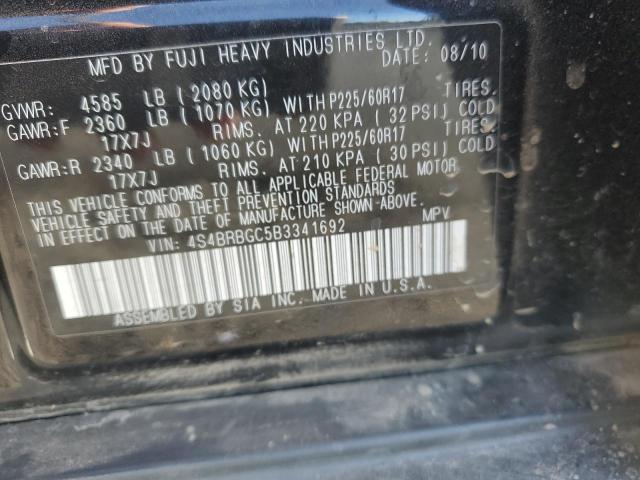 MFD BY FUJI HEAVY INDUSTRIES LTD.
DATE: 08/10
GVWR: 4585 LB (2080 KG)
GAWR:F 2360 LB (1070 KG) WITH P225/60R17 TIRES.
17X7J RIMS. AT 220 KPA (32 PSI) COLD
GAWR:R 2340 LB (1060 KG) WITH P225/60R17 TIRES.
17X7J RIMS. AT 210 KPA (30 PSI) COLD
THIS VEHICLE CONFORMS TO ALL APPLICABLE FEDERAL MOTOR
VEHICLE SAFETY AND THEFT PREVENTION STANDARDS
IN EFFECT ON THE DATE OF MANUFACTURE SHOWN-ABOVE.
VIN: 4S4BRBGC5B3341692 MPV
ASSEMBLED BY SIA INC. MADE IN U.S.A.